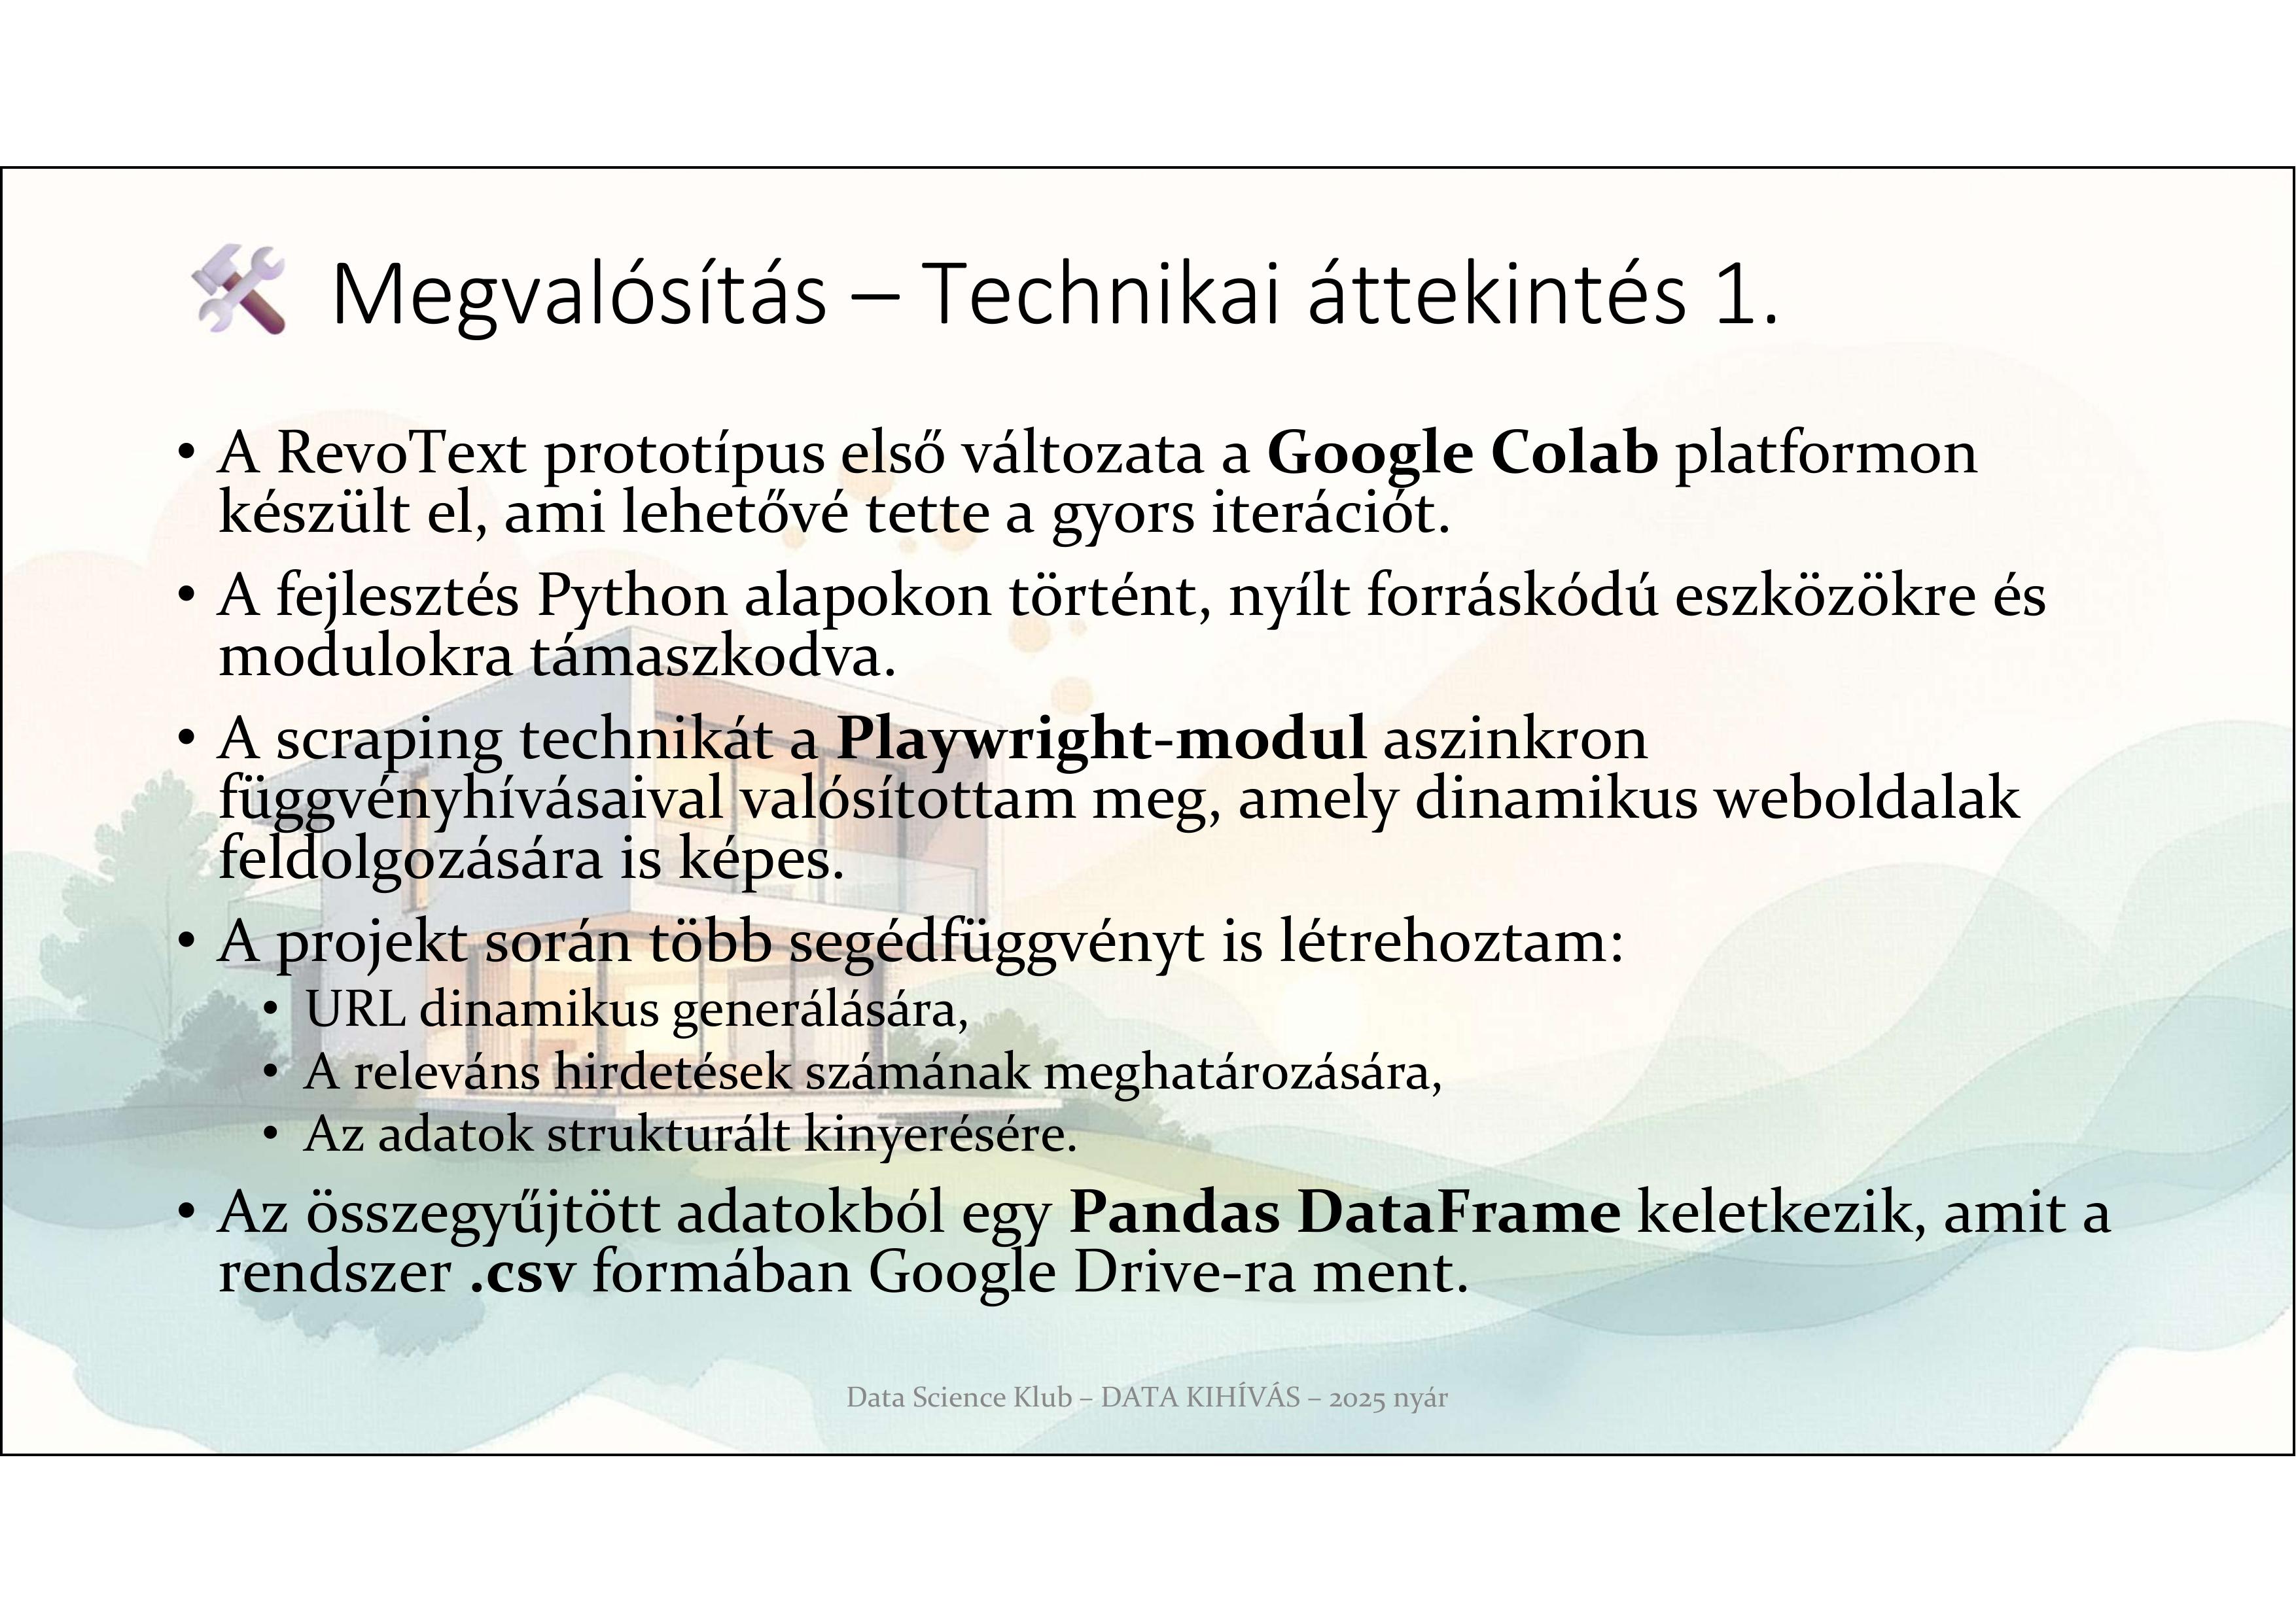 Megvalósítás – Technikai áttekintés 1.
• A RevoText prototípus első változata a Google Colab platformon
készült el, ami lehetővé tette a gyors iterációt.
• A fejlesztés Python alapokon történt, nyílt forráskódú eszközökre és
modulokra támaszkodva.
• A scraping technikát a Playwright-modul aszinkron
függvényhívásaival valósítottam meg, amely dinamikus weboldalak
feldolgozására is képes.
• A projekt során több segédfüggvényt is létrehoztam:
• URL dinamikus generálására,
• A releváns hirdetések számának meghatározására,
• Az adatok strukturált kinyerésére.
• Az összegyűjtött adatokból egy Pandas DataFrame keletkezik, amit a
rendszer .csv formában Google Drive-ra ment.
Data Science Klub – DATA KIHÍVÁS – 2025 nyár